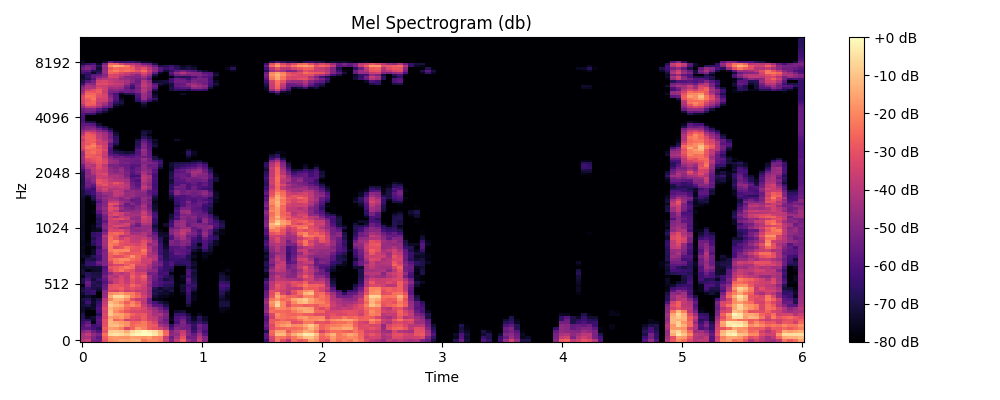 Mel Spectrogram (db)
8192
4096
2048
1024
512
0
Hz
0 1 2 3 4 5 6
Time
+0 dB
-10 dB
-20 dB
-30 dB
-40 dB
-50 dB
-60 dB
-70 dB
-80 dB